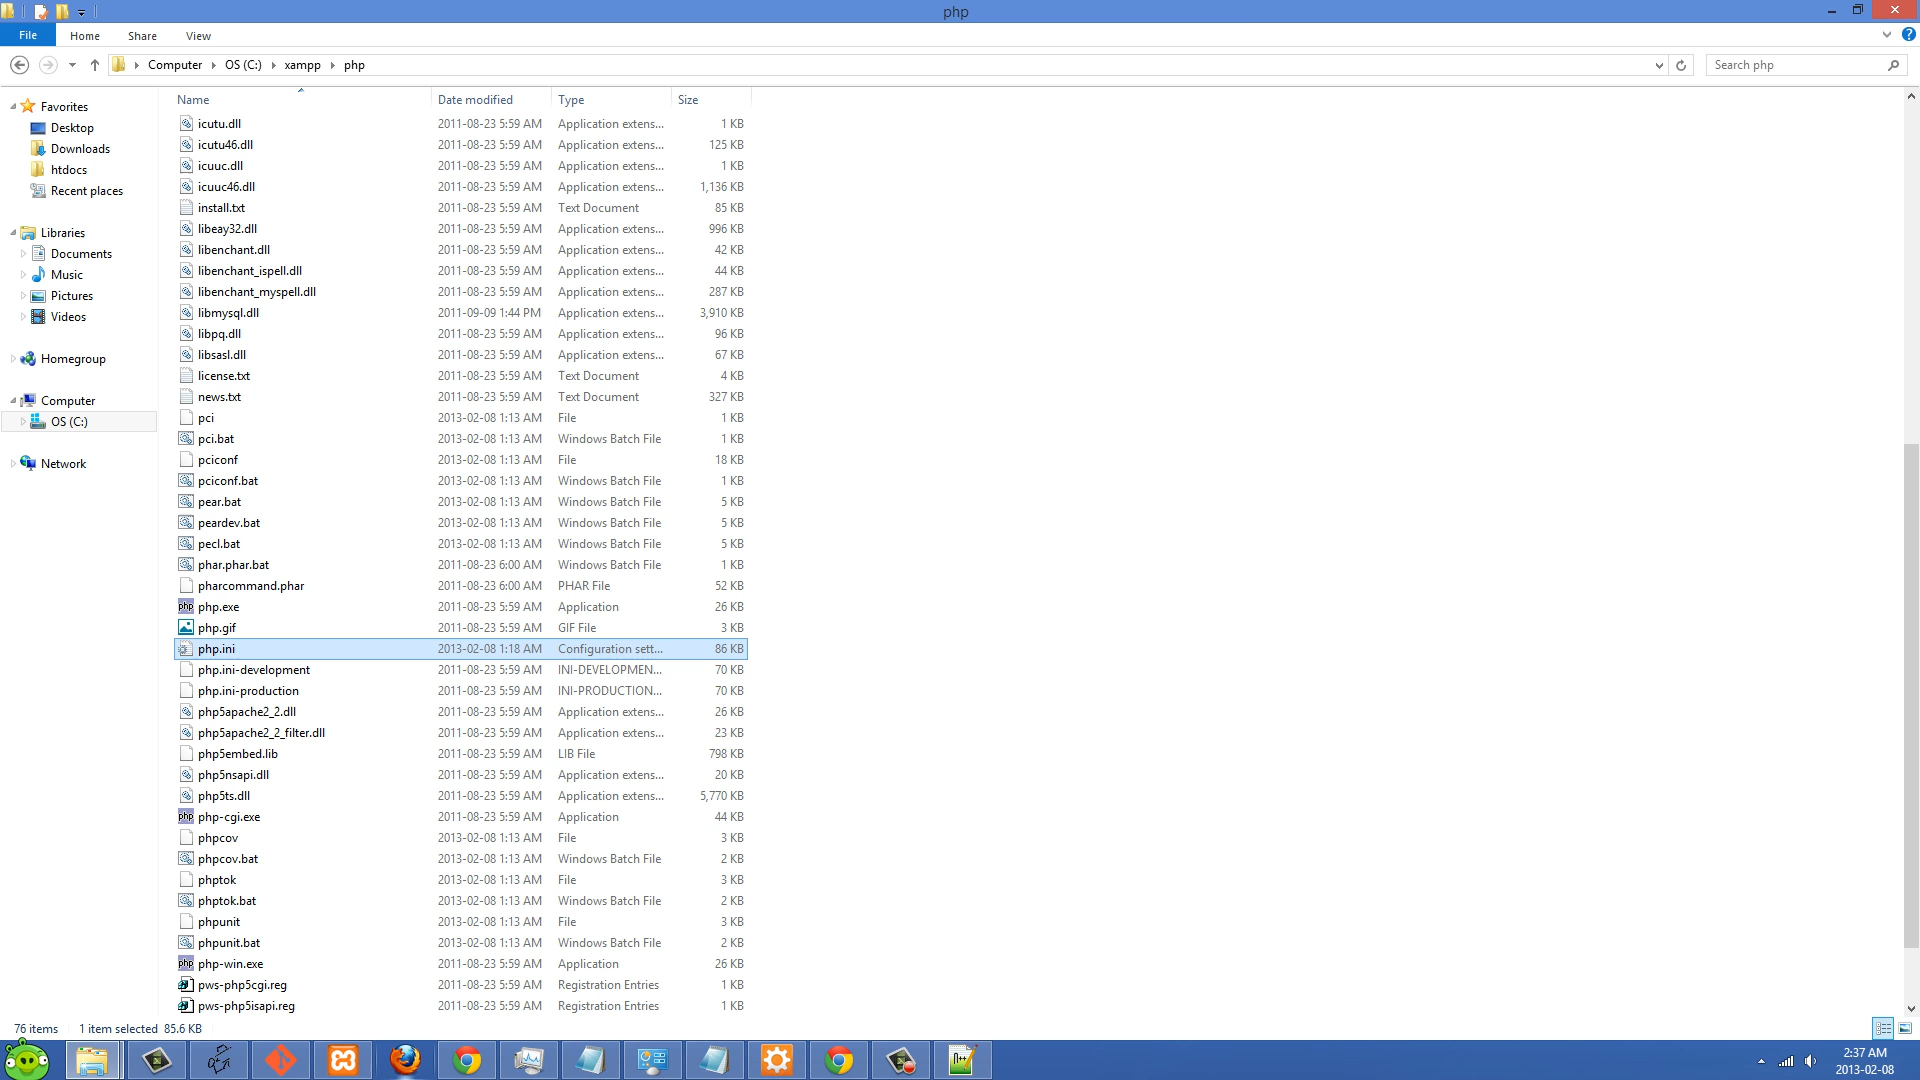 php
File Home Share View
Computer OS (C:) xampp php Search php
Name Date modified Type Size
Favorites
Desktop
Downloads
htdocs
Recent places
Libraries
Documents
Music
Pictures
Videos
Homegroup
Computer
OS (C:)
Network
icutu.dll 2011-08-23 5:59 AM Application extens... 1 KB
icutu46.dll 2011-08-23 5:59 AM Application extens... 125 KB
icuuc.dll 2011-08-23 5:59 AM Application extens... 1 KB
icuuc46.dll 2011-08-23 5:59 AM Application extens... 1,136 KB
install.txt 2011-08-23 5:59 AM Text Document 85 KB
libeay32.dll 2011-08-23 5:59 AM Application extens... 996 KB
libenchant.dll 2011-08-23 5:59 AM Application extens... 42 KB
libenchant_ispell.dll 2011-08-23 5:59 AM Application extens... 44 KB
libenchant_myspell.dll 2011-08-23 5:59 AM Application extens... 287 KB
libmysql.dll 2011-09-09 1:44 PM Application extens... 3,910 KB
libpq.dll 2011-08-23 5:59 AM Application extens... 96 KB
libsasl.dll 2011-08-23 5:59 AM Application extens... 67 KB
license.txt 2011-08-23 5:59 AM Text Document 4 KB
news.txt 2011-08-23 5:59 AM Text Document 327 KB
pci 2013-02-08 1:13 AM File 1 KB
pci.bat 2013-02-08 1:13 AM Windows Batch File 1 KB
pciconf 2013-02-08 1:13 AM File 18 KB
pciconf.bat 2013-02-08 1:13 AM Windows Batch File 1 KB
pear.bat 2013-02-08 1:13 AM Windows Batch File 5 KB
peardev.bat 2013-02-08 1:13 AM Windows Batch File 5 KB
pecl.bat 2013-02-08 1:13 AM Windows Batch File 5 KB
phar.phar.bat 2011-08-23 6:00 AM Windows Batch File 1 KB
pharcommand.phar 2011-08-23 6:00 AM PHAR File 52 KB
php php.exe 2011-08-23 5:59 AM Application 26 KB
php.gif 2011-08-23 5:59 AM GIF File 3 KB
php.ini 2013-02-08 1:18 AM Configuration sett... 86 KB
php.ini-development 2011-08-23 5:59 AM INI-DEVELOPMEN... 70 KB
php.ini-production 2011-08-23 5:59 AM INI-PRODUCTION... 70 KB
php5apache2_2.dll 2011-08-23 5:59 AM Application extens... 26 KB
php5apache2_2_filter.dll 2011-08-23 5:59 AM Application extens... 23 KB
php5embed.lib 2011-08-23 5:59 AM LIB File 798 KB
php5nsapi.dll 2011-08-23 5:59 AM Application extens... 20 KB
php5ts.dll 2011-08-23 5:59 AM Application extens... 5,770 KB
php php-cgi.exe 2011-08-23 5:59 AM Application 44 KB
phpcov 2013-02-08 1:13 AM File 3 KB
phpcov.bat 2013-02-08 1:13 AM Windows Batch File 2 KB
phptok 2013-02-08 1:13 AM File 3 KB
phptok.bat 2013-02-08 1:13 AM Windows Batch File 2 KB
phpunit 2013-02-08 1:13 AM File 3 KB
phpunit.bat 2013-02-08 1:13 AM Windows Batch File 2 KB
php php-win.exe 2011-08-23 5:59 AM Application 26 KB
pws-php5cgi.reg 2011-08-23 5:59 AM Registration Entries 1 KB
pws-php5isapi.reg 2011-08-23 5:59 AM Registration Entries 1 KB
76 items 1 item selected 85.6 KB
2:37 AM
2013-02-08